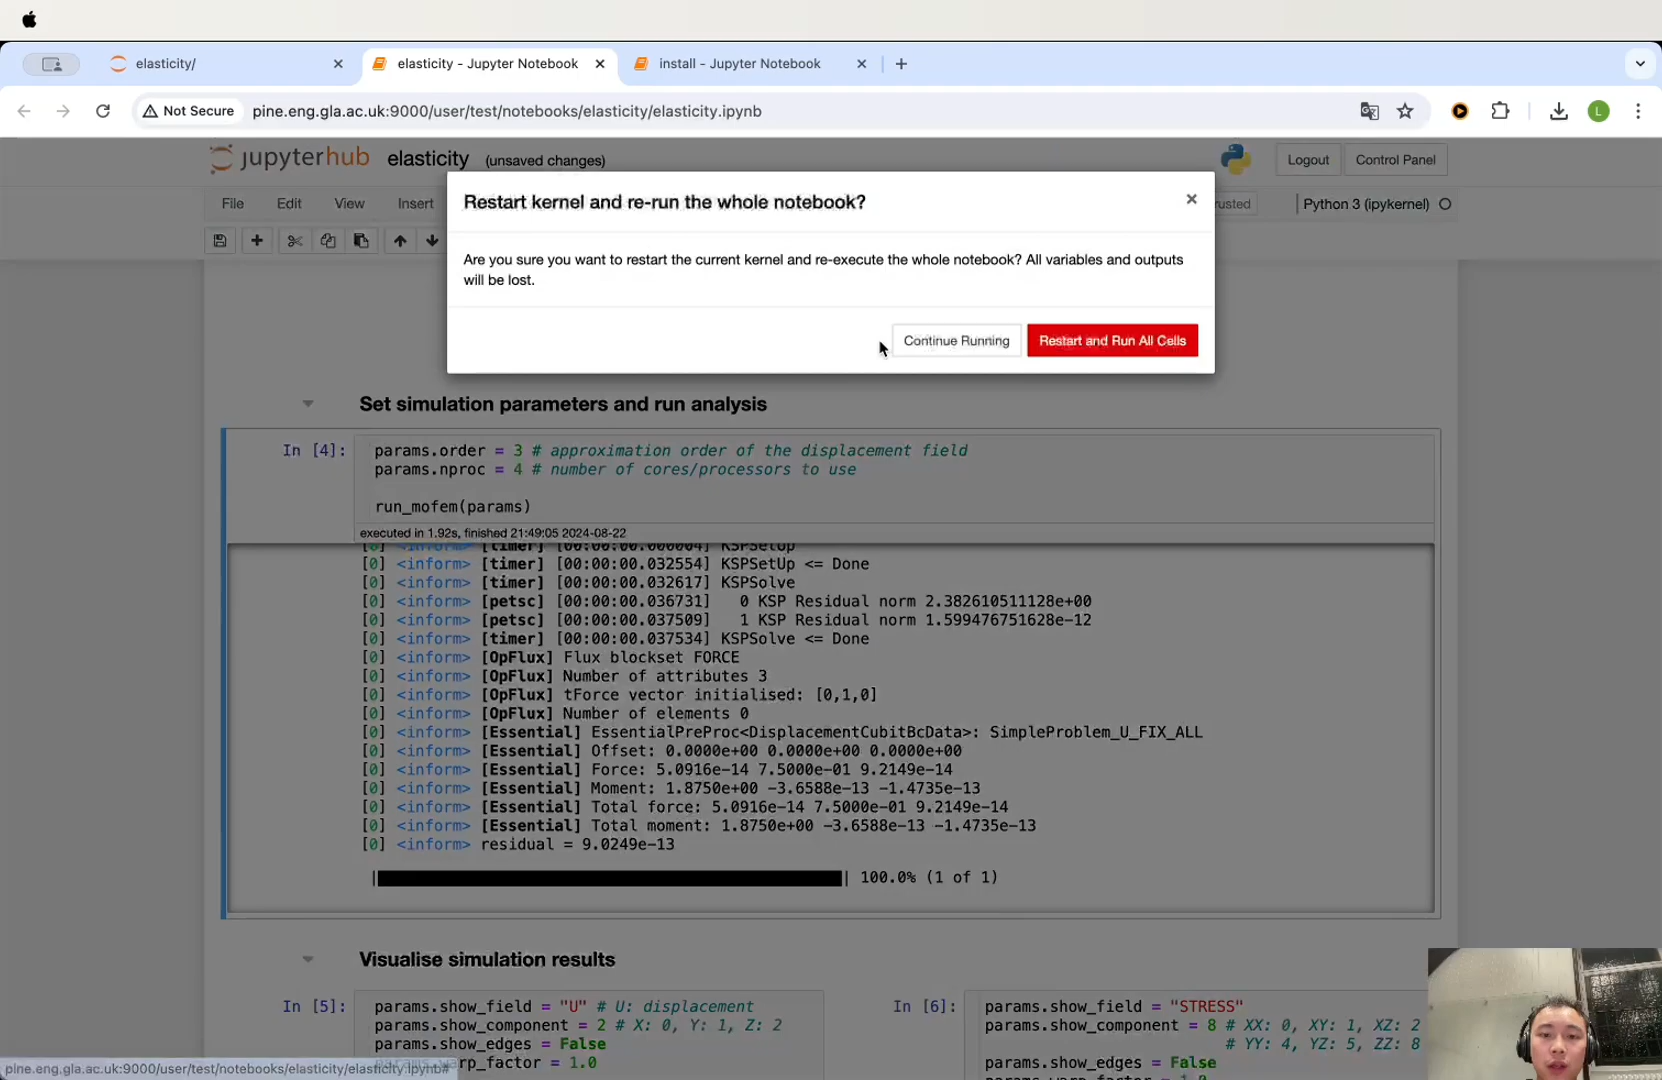 elasticity/
elasticity - Jupyter Notebook
install - Jupyter Notebook
Not Secure
pine.eng.gla.ac.uk:9000/user/test/notebooks/elasticity/elasticity.ipynb
L
jupyterhub elasticity (unsaved changes)
Logout
Control Panel
File Edit View Insert
rusted
Python 3 (ipykernel)
Restart kernel and re-run the whole notebook?
Are you sure you want to restart the current kernel and re-execute the whole notebook? All variables and outputs
will be lost.
Continue Running
Restart and Run All Cells
Set simulation parameters and run analysis
In [4]:
params.order = 3 # approximation order of the displacement field
params.nproc = 4 # number of cores/processors to use
run_mofem(params)
executed in 1.92s, finished 21:49:05 2024-08-22
[0] <inform> [timer] [00:00:00.000004] KSPSetUp
[0] <inform> [timer] [00:00:00.032554] KSPSetUp <= Done
[0] <inform> [timer] [00:00:00.032617] KSPSolve
[0] <inform> [petsc] [00:00:00.036731]   0 KSP Residual norm 2.382610511128e+00
[0] <inform> [petsc] [00:00:00.037509]   1 KSP Residual norm 1.599476751628e-12
[0] <inform> [timer] [00:00:00.037534] KSPSolve <= Done
[0] <inform> [OpFlux] Flux blockset FORCE
[0] <inform> [OpFlux] Number of attributes 3
[0] <inform> [OpFlux] tForce vector initialised: [0,1,0]
[0] <inform> [OpFlux] Number of elements 0
[0] <inform> [Essential] EssentialPreProc<DisplacementCubitBcData>: SimpleProblem_U_FIX_ALL
[0] <inform> [Essential] Offset: 0.0000e+00 0.0000e+00 0.0000e+00
[0] <inform> [Essential] Force: 5.0916e-14 7.5000e-01 9.2149e-14
[0] <inform> [Essential] Moment: 1.8750e+00 -3.6588e-13 -1.4735e-13
[0] <inform> [Essential] Total force: 5.0916e-14 7.5000e-01 9.2149e-14
[0] <inform> [Essential] Total moment: 1.8750e+00 -3.6588e-13 -1.4735e-13
[0] <inform> residual = 9.0249e-13
100.0% (1 of 1)
Visualise simulation results
In [5]:
params.show_field = "U" # U: displacement
params.show_component = 2 # X: 0, Y: 1, Z: 2
params.show_edges = False
rp_factor = 1.0
In [6]:
params.show_field = "STRESS"
params.show_component = 8 # XX: 0, XY: 1, XZ: 2
# YY: 4, YZ: 5, ZZ: 8
params.show_edges = False
pine.eng.gla.ac.uk:9000/user/test/notebooks/elasticity/elasticity.ipynb#